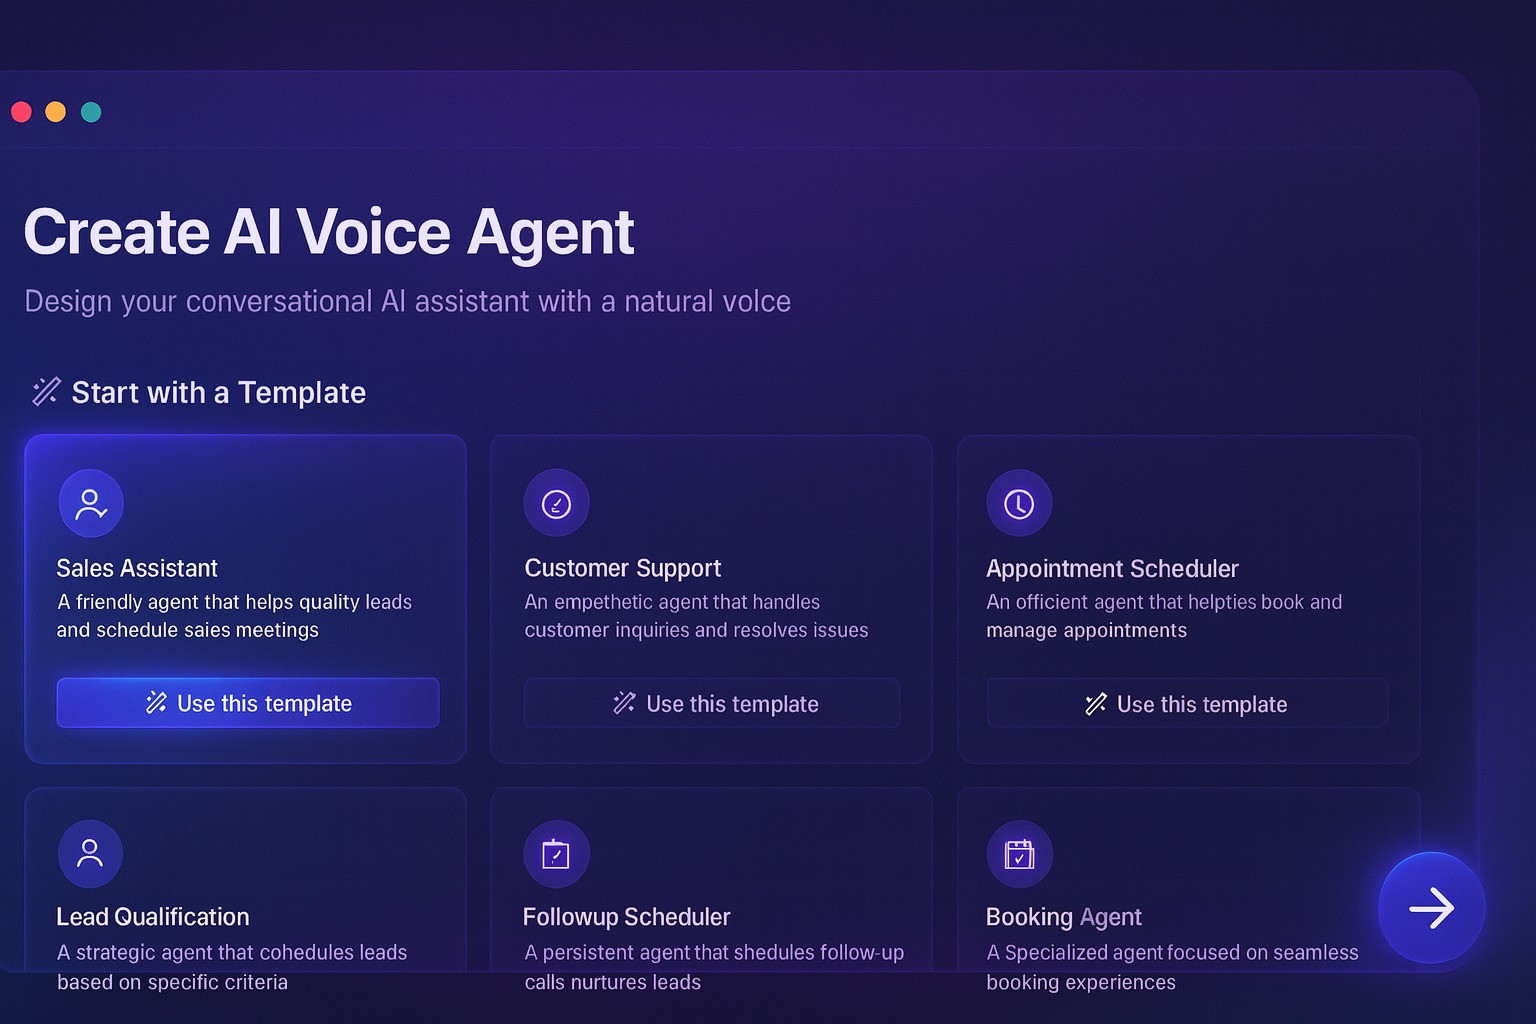 Create AI Voice Agent
Design your conversational AI assistant with a natural volce
Start with a Template
Sales Assistant
A friendly agent that helps quality leads
and schedule saies meetings
Use this template
Customer Support
An empethetic agent that handles
customer inquiries and resolves issues
Use this template
Appointment Scheduler
An officient agent that helpties book and
manage appointments
Use this template
Lead Qualification
A strategic agent that cohedules leads
based on specific criteria
Followup Scheduler
A persistent agent that shedules follow-up
calls nurtures leads
Booking Agent
A Specialized agent focused on seamless
booking experiences